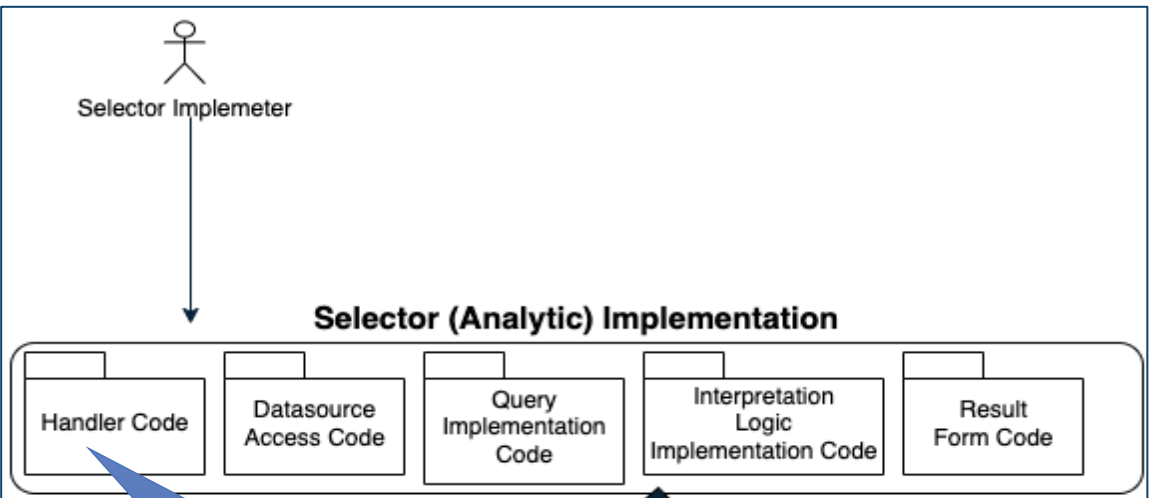 Selector Implemeter
Selector (Analytic) Implementation
Handler Code
Datasource
Access Code
Query
Implementation
Code
Interpretation
Logic
Implementation Code
Result
Form Code